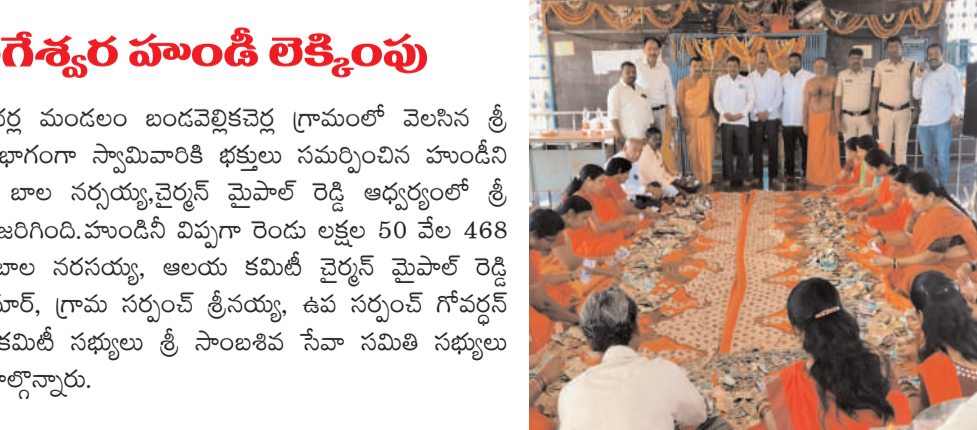 గేశ్వర హుండీ లెక్కింపు
ర్ల మండలం బండవెల్లికచెర్ల గ్రామంలో వెలసిన శ్రీ
భాగంగా స్వామివారికి భక్తులు సమర్పించిన హుండీని
బాల నర్సయ్య,చైర్మన్ మైపాల్ రెడ్డి ఆధ్వర్యంలో శ్రీ
జరిగింది.హుండినీ విప్పగా రెండు లక్షల 50 వేల 468
బాల నరసయ్య, ఆలయ కమిటీ చైర్మన్ మైపాల్ రెడ్డి
మార్, గ్రామ సర్పంచ్ శ్రీనయ్య, ఉప సర్పంచ్ గోవర్ధన్
కమిటీ సభ్యులు శ్రీ సాంబశివ సేవా సమితి సభ్యులు
ల్గొన్నారు.